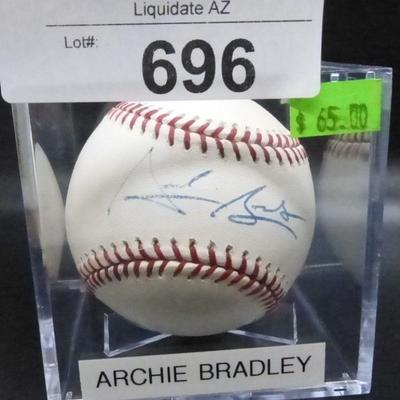 Liquidate AZ
Lot#: 696
$ 65.00
ARCHIE BRADLEY